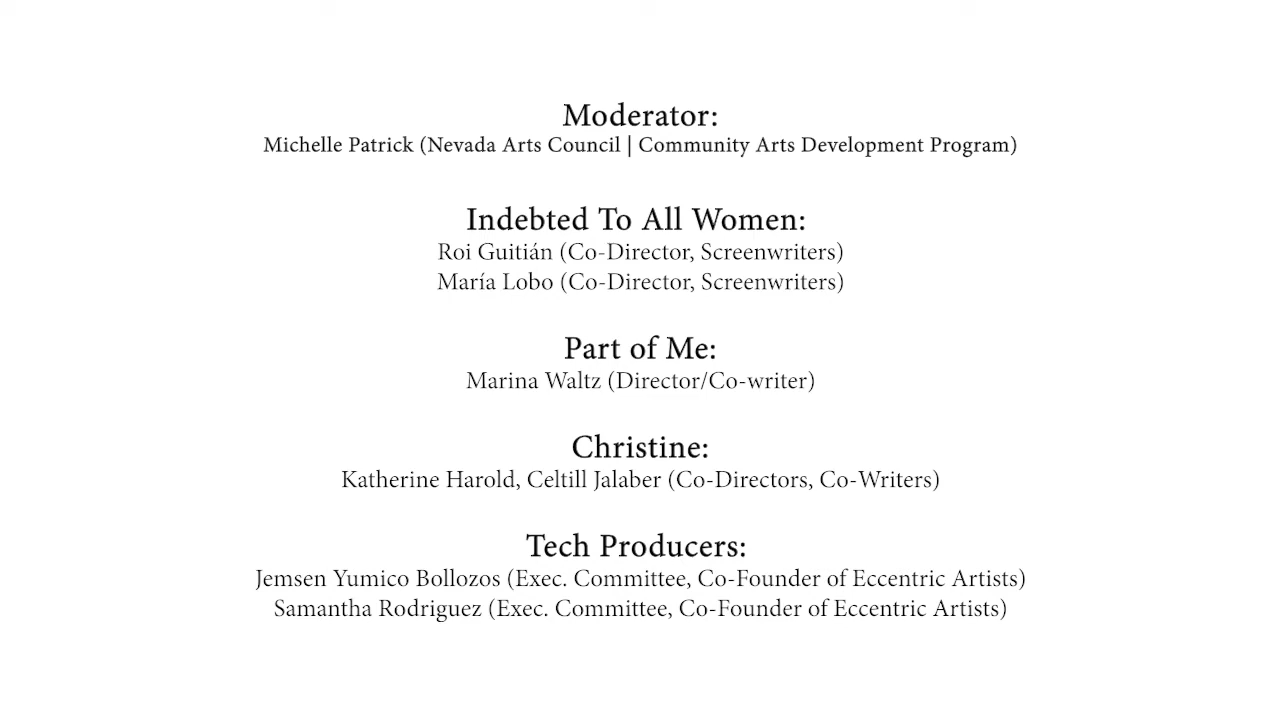 Moderator:
Michelle Patrick (Nevada Arts Council | Community Arts Development Program)
Indebted To All Women:
Roi Guitián (Co-Director, Screenwriters)
María Lobo (Co-Director, Screenwriters)
Part of Me:
Marina Waltz (Director/Co-writer)
Christine:
Katherine Harold, Celtill Jalaber (Co-Directors, Co-Writers)
Tech Producers:
Jemsen Yumico Bollozos (Exec. Committee, Co-Founder of Eccentric Artists)
Samantha Rodriguez (Exec. Committee, Co-Founder of Eccentric Artists)